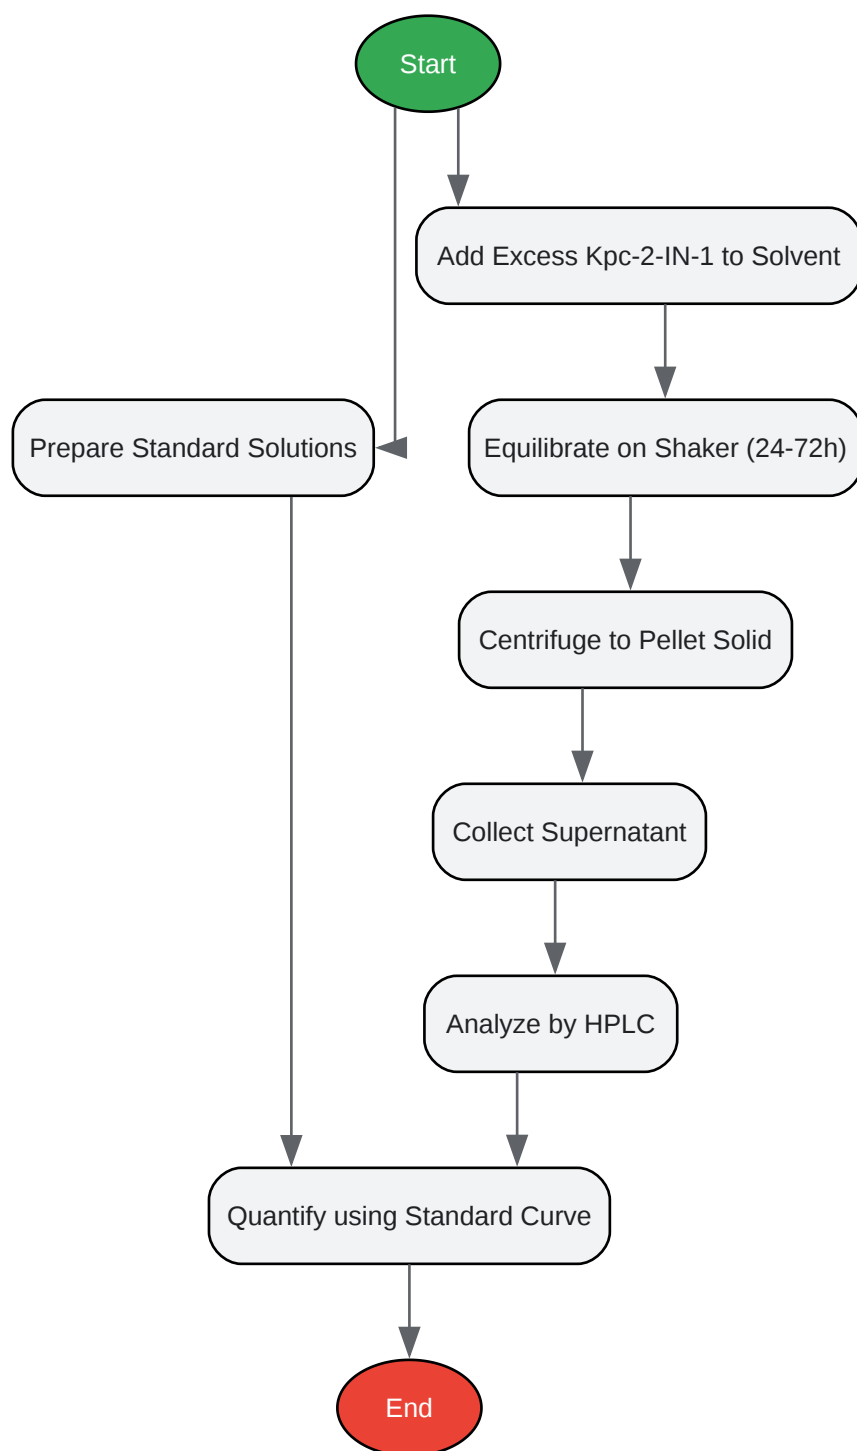 Start
Add Excess Kpc-2-IN-1 to Solvent
Prepare Standard Solutions
Equilibrate on Shaker (24-72h)
Centrifuge to Pellet Solid
Collect Supernatant
Analyze by HPLC
Quantify using Standard Curve
End